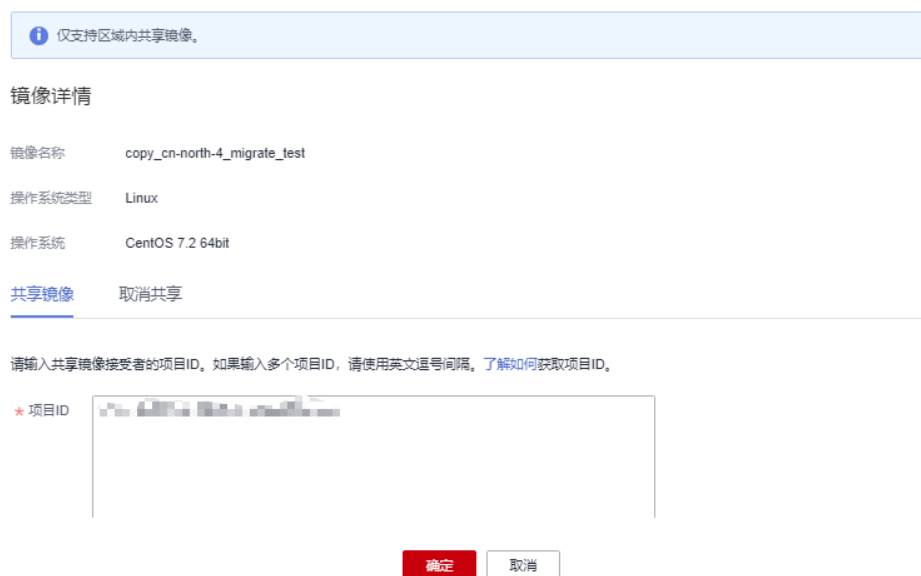 仅支持区域内共享镜像。
镜像详情
镜像名称 copy_cn-north-4_migrate_test
操作系统类型 Linux
操作系统 CentOS 7.2 64bit
共享镜像 取消共享
请输入共享镜像接受者的项目ID。如果输入多个项目ID，请使用英文逗号间隔。了解如何获取项目ID。
★ 项目ID
确定 取消